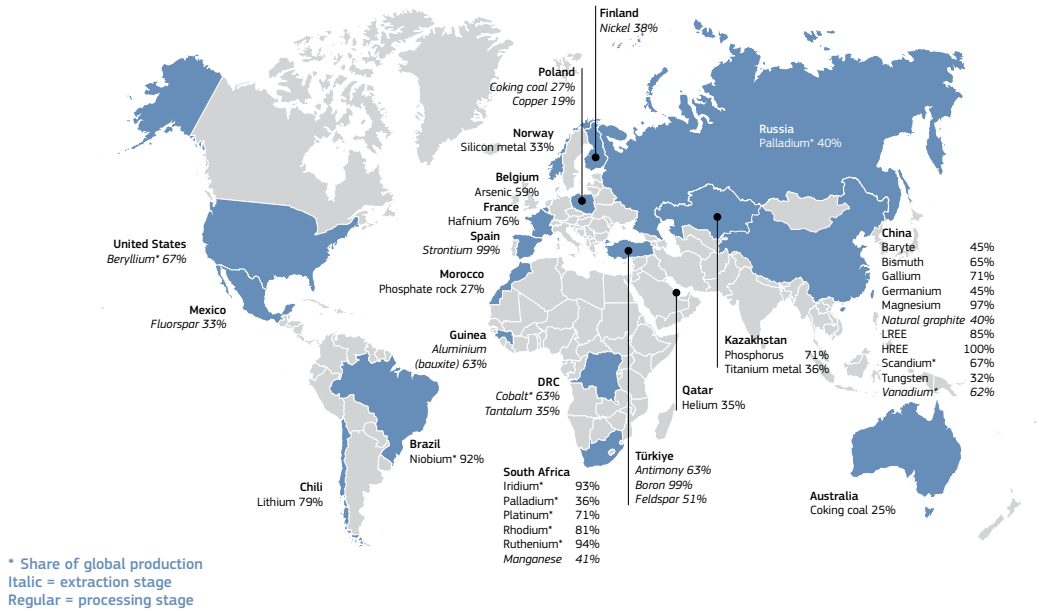 Finland
Nickel 38%
Poland
Coking coal 27%
Copper 19%
Norway
Silicon metal 33%
Belgium
Arsenic 59%
France
Hafnium 76%
Spain
Strontium 99%
Russia
Palladium* 40%
United States
Beryllium* 67%
Mexico
Fluorspar 33%
Morocco
Phosphate rock 27%
Guinea
Aluminium
(bauxite) 63%
DRC
Cobalt* 63%
Tantalum 35%
China
Baryte 45%
Bismuth 65%
Gallium 71%
Germanium 45%
Magnesium 97%
Natural graphite 40%
LREE 85%
HREE 100%
Scandium* 67%
Tungsten 32%
Vanadium* 62%
Kazakhstan
Phosphorus 71%
Titanium metal 36%
Qatar
Helium 35%
Brazil
Niobium* 92%
Chili
Lithium 79%
South Africa
Iridium* 93%
Palladium* 36%
Platinum* 71%
Rhodium* 81%
Ruthenium* 94%
Manganese 41%
Türkiye
Antimony 63%
Boron 99%
Feldspar 51%
Australia
Coking coal 25%
* Share of global production
Italic = extraction stage
Regular = processing stage